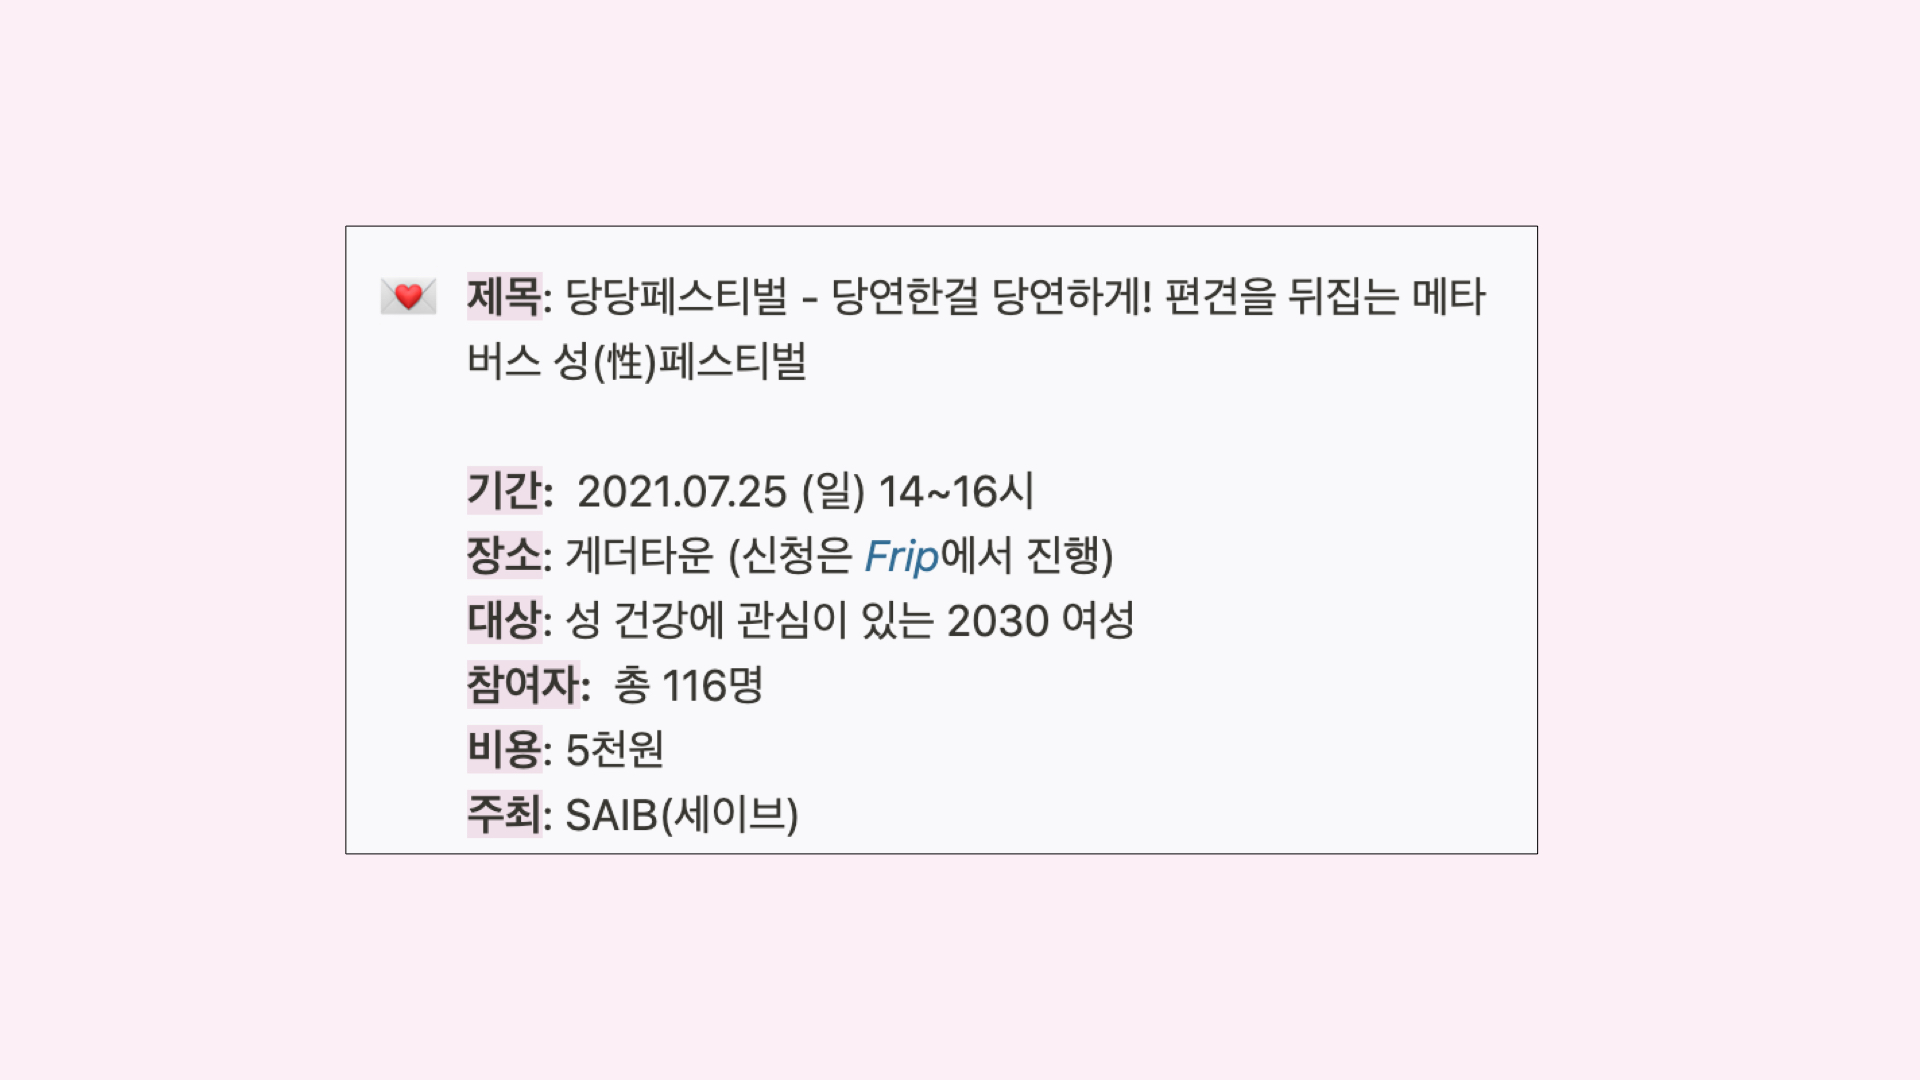 💌 제목: 당당페스티벌 - 당연한걸 당연하게! 편견을 뒤집는 메타
버스 성(性)페스티벌
기간: 2021.07.25 (일) 14~16시
장소: 게더타운 (신청은 Frip에서 진행)
대상: 성 건강에 관심이 있는 2030 여성
참여자: 총 116명
비용: 5천원
주최: SAIB(세이브)